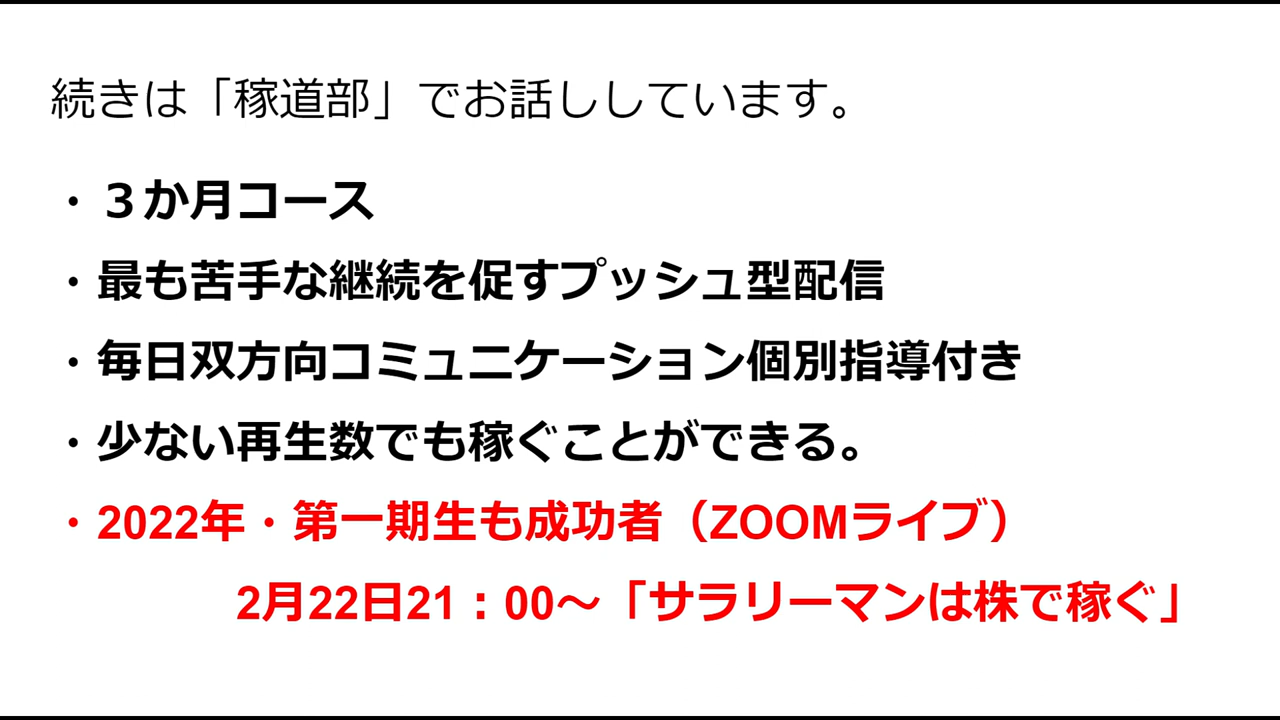 続きは「稼道部」でお話ししています。
・３か月コース
・最も苦手な継続を促すプッシュ型配信
・毎日双方向コミュニケーション個別指導付き
・少ない再生数でも稼ぐことができる。
・2022年・第一期生も成功者（ZOOMライブ）
2月22日21：00～「サラリーマンは株で稼ぐ」